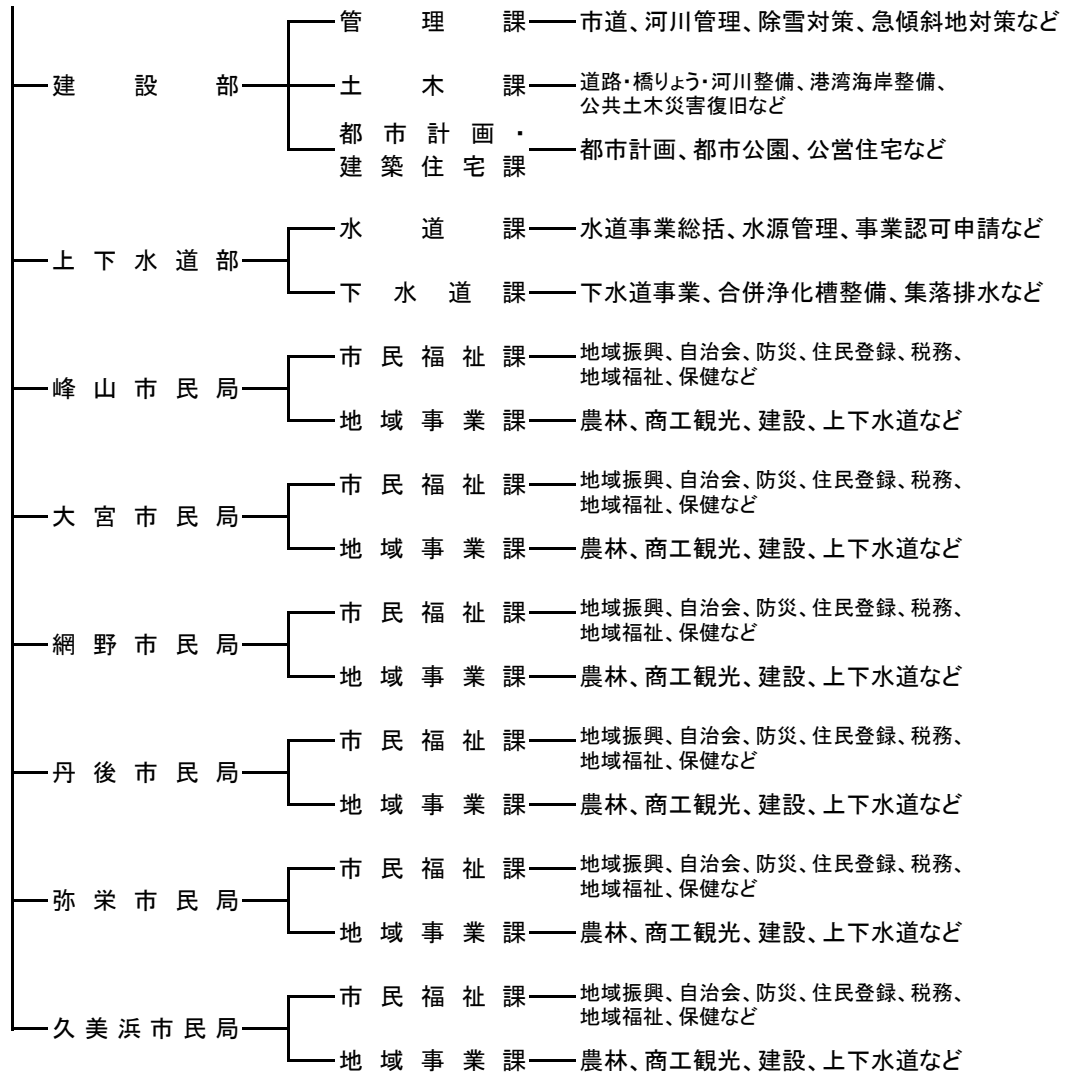 管理課 市道、河川管理、除雪対策、急傾斜地対策など
建設部
土木課 道路・橋りょう・河川整備、港湾海岸整備、
公共土木災害復旧など
都市計画・
建築住宅課
都市計画、都市公園、公営住宅など
水道課 水道事業総括、水源管理、事業認可申請など
上下水道部
下水道課 下水道事業、合併浄化槽整備、集落排水など
市民福祉課 地域振興、自治会、防災、住民登録、税務、
地域福祉、保健など
峰山市民局
地域事業課 農林、商工観光、建設、上下水道など
市民福祉課 地域振興、自治会、防災、住民登録、税務、
地域福祉、保健など
大宮市民局
地域事業課 農林、商工観光、建設、上下水道など
市民福祉課 地域振興、自治会、防災、住民登録、税務、
地域福祉、保健など
網野市民局
地域事業課 農林、商工観光、建設、上下水道など
市民福祉課 地域振興、自治会、防災、住民登録、税務、
地域福祉、保健など
丹後市民局
地域事業課 農林、商工観光、建設、上下水道など
市民福祉課 地域振興、自治会、防災、住民登録、税務、
地域福祉、保健など
弥栄市民局
地域事業課 農林、商工観光、建設、上下水道など
市民福祉課 地域振興、自治会、防災、住民登録、税務、
地域福祉、保健など
久美浜市民局
地域事業課 農林、商工観光、建設、上下水道など